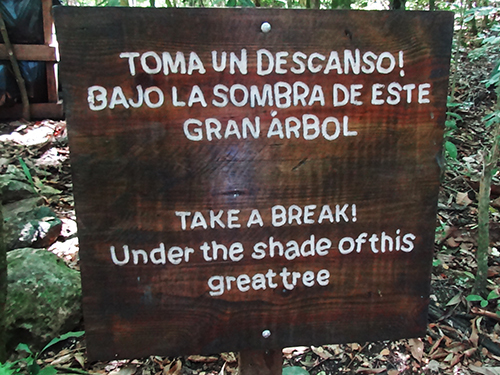 TOMA UN DESCANSO!
BAJO LA SOMBRA DE ESTE
GRAN ÁRBOL
TAKE A BREAK!
Under the shade of this
great tree